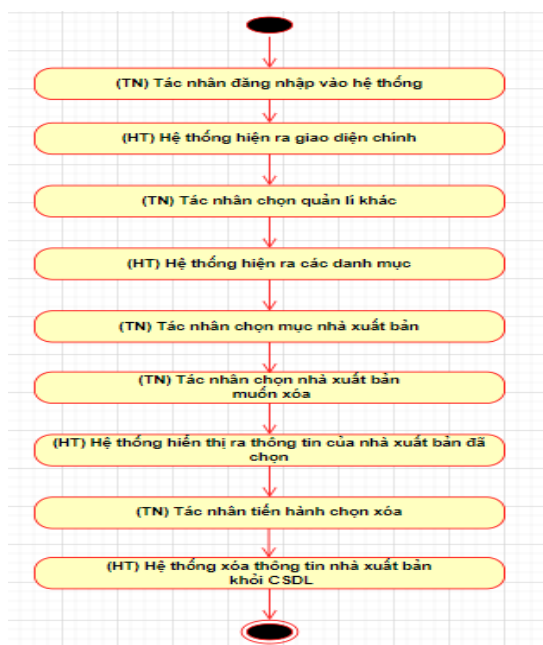 (TN) Tác nhân đăng nhập vào hệ thống
(HT) Hệ thống hiện ra giao diện chính
(TN) Tác nhân chọn quản lí khác
(HT) Hệ thống hiện ra các danh mục
(TN) Tác nhân chọn mục nhà xuất bản
(TN) Tác nhân chọn nhà xuất bản
muốn xóa
(HT) Hệ thống hiển thị ra thông tin của nhà xuất bản đã
chọn
(TN) Tác nhân tiến hành chọn xóa
(HT) Hệ thống xóa thông tin nhà xuất bản
khỏi CSDL